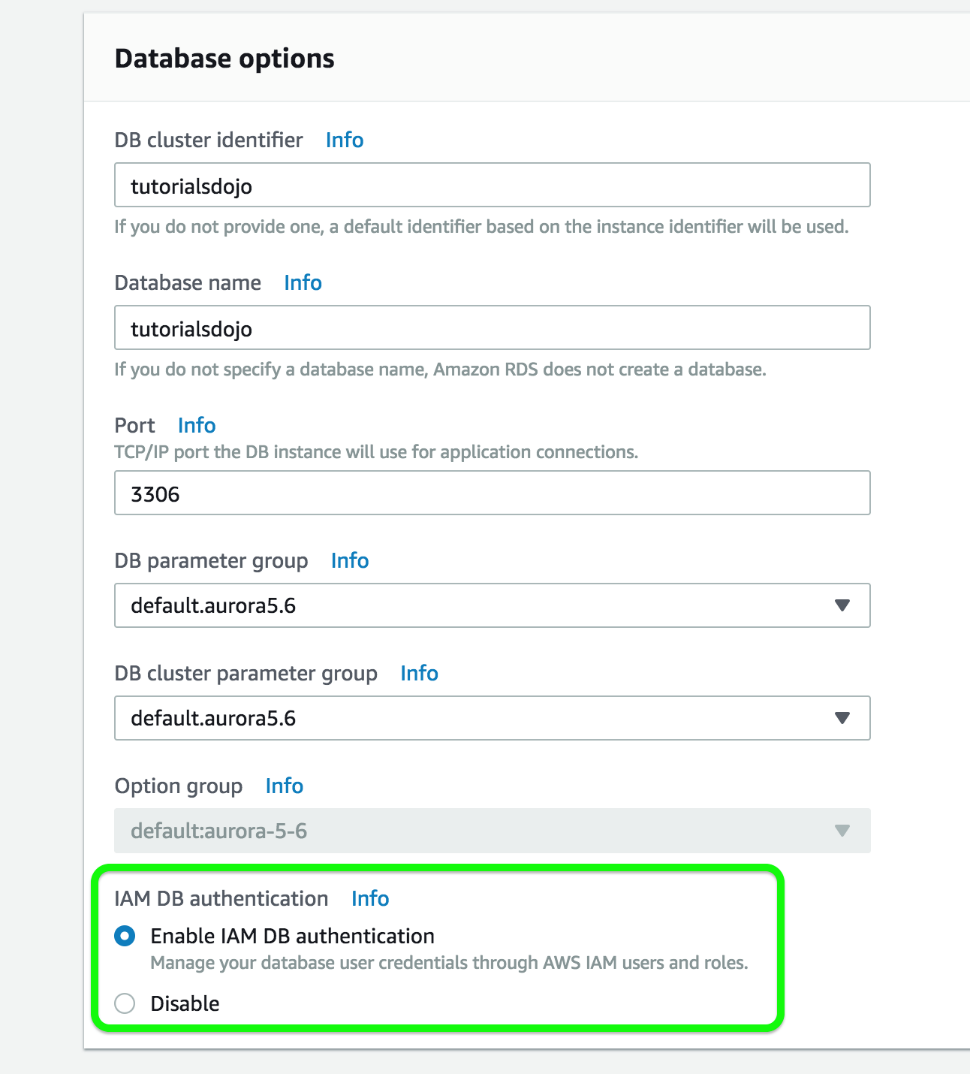 Database options
DB cluster identifier Info
tutorialsdojo
If you do not provide one, a default identifier based on the instance identifier will be used.
Database name Info
tutorialsdojo
If you do not specify a database name, Amazon RDS does not create a database.
Port Info
TCP/IP port the DB instance will use for application connections.
3306
DB parameter group Info
default.aurora5.6
DB cluster parameter group Info
default.aurora5.6
Option group Info
default:aurora-5-6
IAM DB authentication Info
Enable IAM DB authentication
Manage your database user credentials through AWS IAM users and roles.
Disable